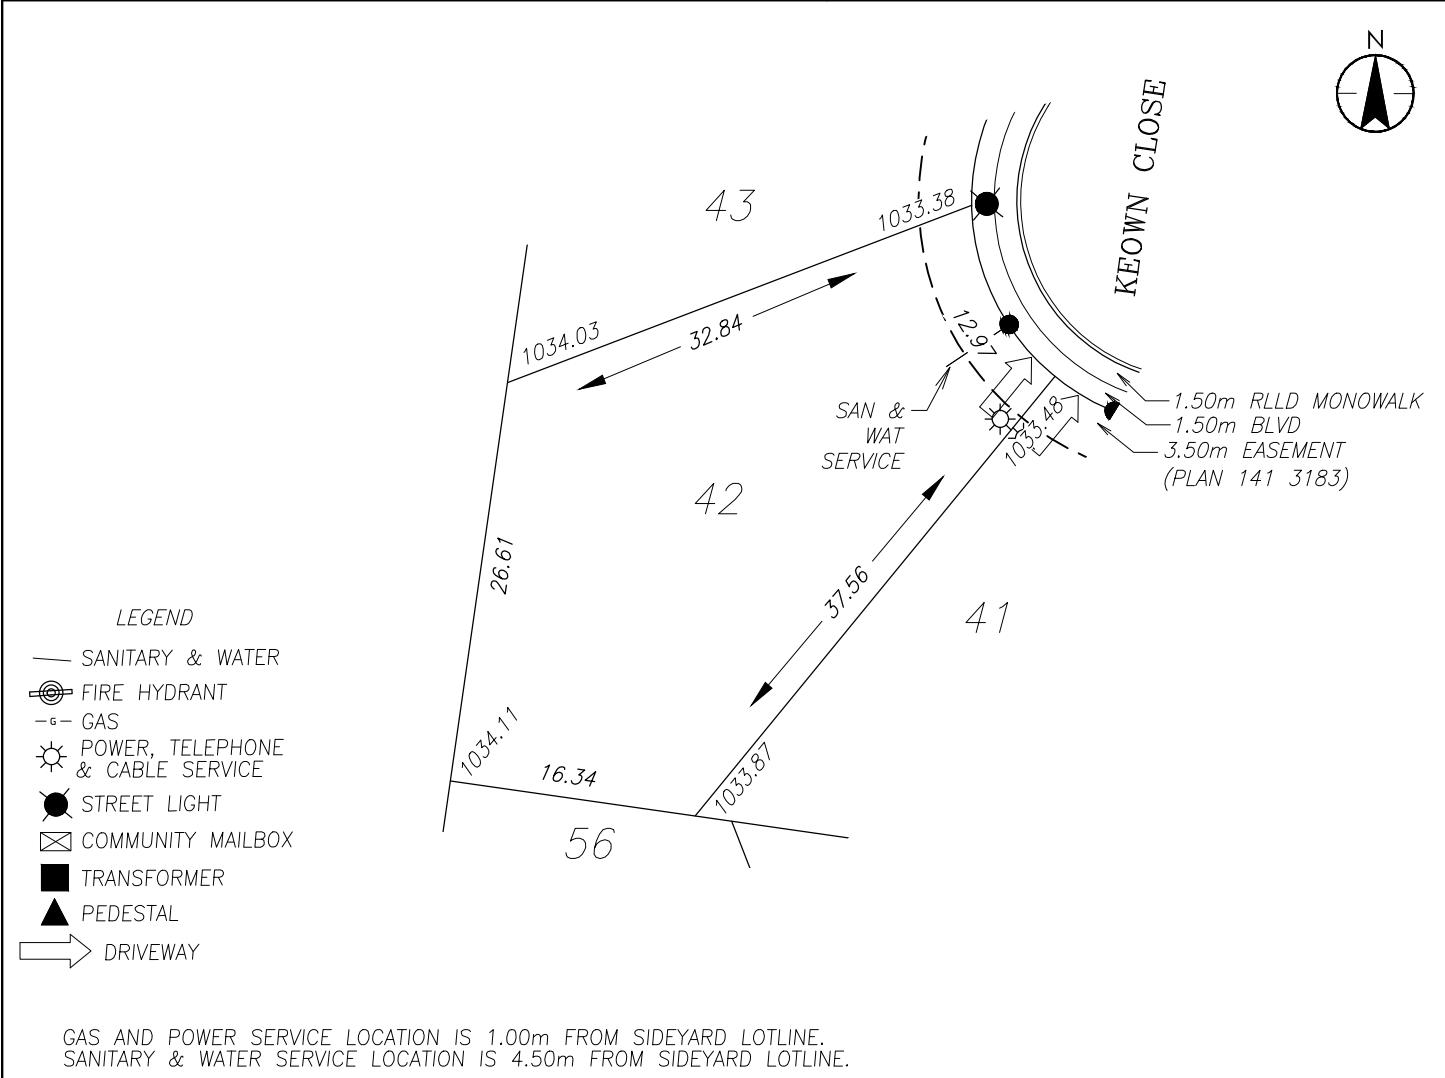 N
KEOWN CLOSE
43
1033.38
1034.03
32.84
12.97
SAN &
WAT
SERVICE
1033.48
1.50m RLLD MONOWALK
1.50m BLVD
3.50m EASEMENT
(PLAN 141 3183)
42
26.61
37.56
41
1034.11
16.34
1033.87
56
LEGEND
SANITARY & WATER
FIRE HYDRANT
G GAS
POWER, TELEPHONE
& CABLE SERVICE
STREET LIGHT
COMMUNITY MAILBOX
TRANSFORMER
PEDESTAL
DRIVEWAY
GAS AND POWER SERVICE LOCATION IS 1.00m FROM SIDEYARD LOTLINE.
SANITARY & WATER SERVICE LOCATION IS 4.50m FROM SIDEYARD LOTLINE.